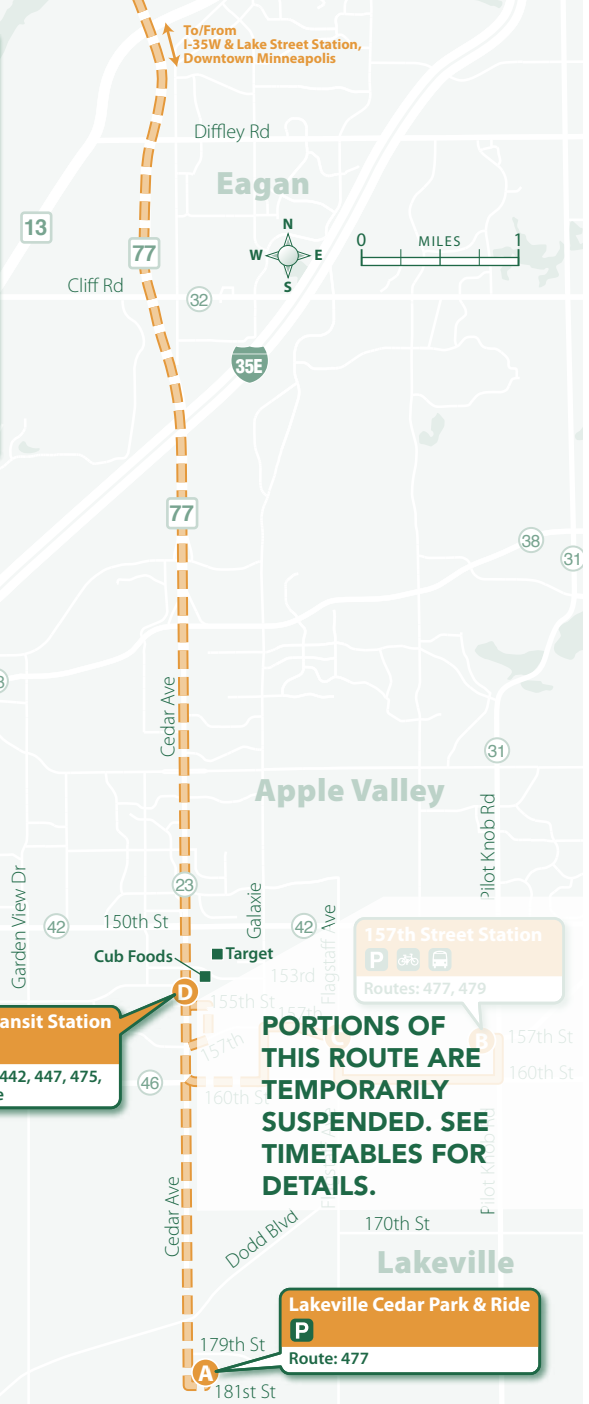 To/From
I-35W & Lake Street Station,
Downtown Minneapolis
Diffley Rd
Eagan
13
N
W E
S
0 MILES 1
77
Cliff Rd
32
35E
77
38
31
Cedar Ave
31
Apple Valley
Pilot Knob Rd
Garden View Dr
23
Galaxie
Flagstaff Ave
42
150th St
42
Cub Foods
Target
153rd
157th Street Station
P
Routes: 477, 479
D
155th St
157th
157th
C
B
157th St
ansit Station
442, 447, 475,
e
46
160th St
160th St
PORTIONS OF
THIS ROUTE ARE
TEMPORARILY
SUSPENDED. SEE
TIMETABLES FOR
DETAILS.
Pilot Knob Rd
Cedar Ave
Dodd Blvd
170th St
Lakeville
Lakeville Cedar Park & Ride
P
Route: 477
179th St
A
181st St